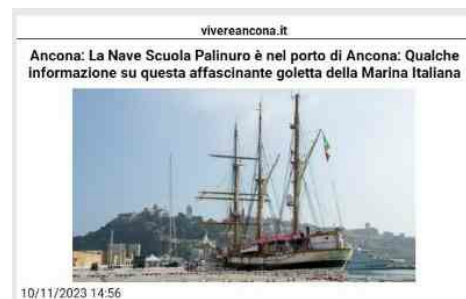 vivereancona.it
Ancona: La Nave Scuola Palinuro è nel porto di Ancona: Qualche
informazione su questa affascinante goletta della Marina Italiana
10/11/2023 14:56